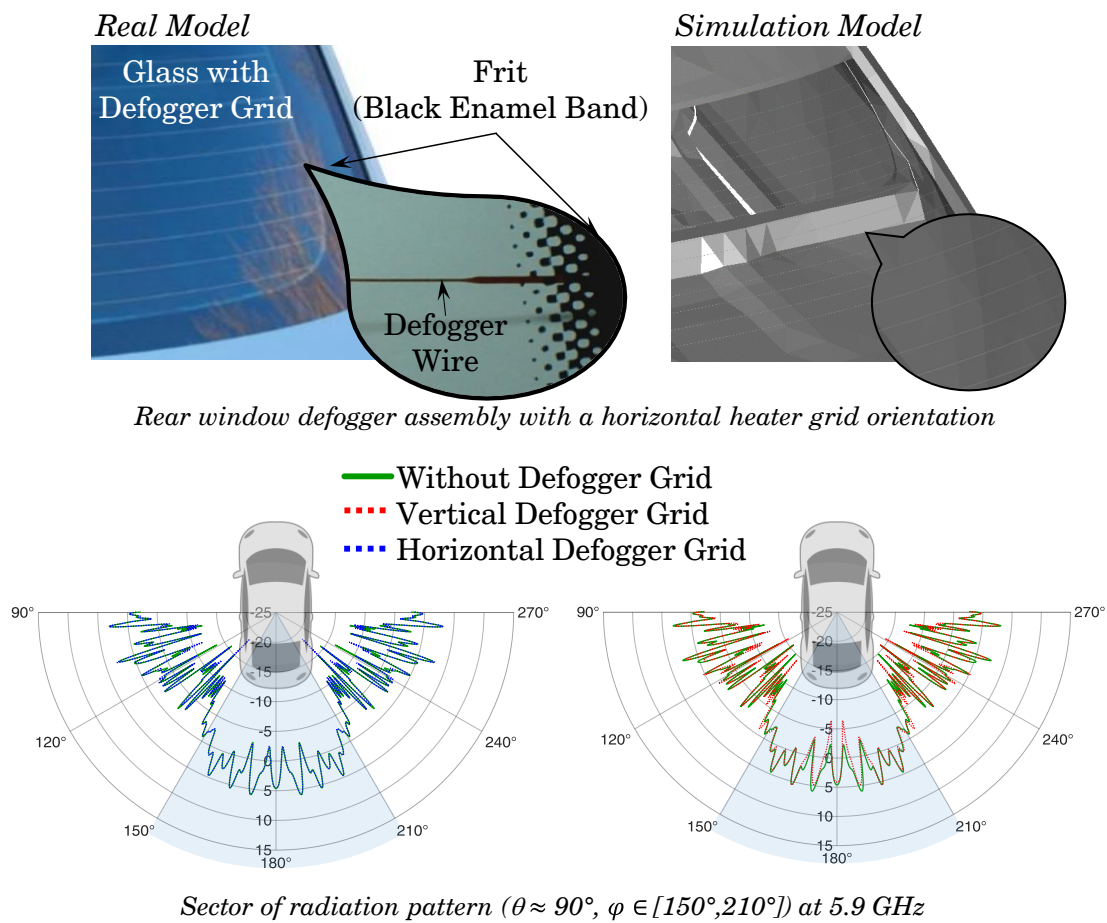 Real Model
Simulation Model
Glass with
Defogger Grid
Frit
(Black Enamel Band)
Defogger
Wire
Rear window defogger assembly with a horizontal heater grid orientation
Without Defogger Grid
Vertical Defogger Grid
Horizontal Defogger Grid
90°
-25
270°
-20
-15
-10
-5
0
5
10
15
120°
240°
150°
210°
180°
90°
-25
270°
-20
-15
-10
-5
0
5
10
15
120°
240°
150°
210°
180°
Sector of radiation pattern (θ ≈ 90°, φ ∈ [150°,210°]) at 5.9 GHz